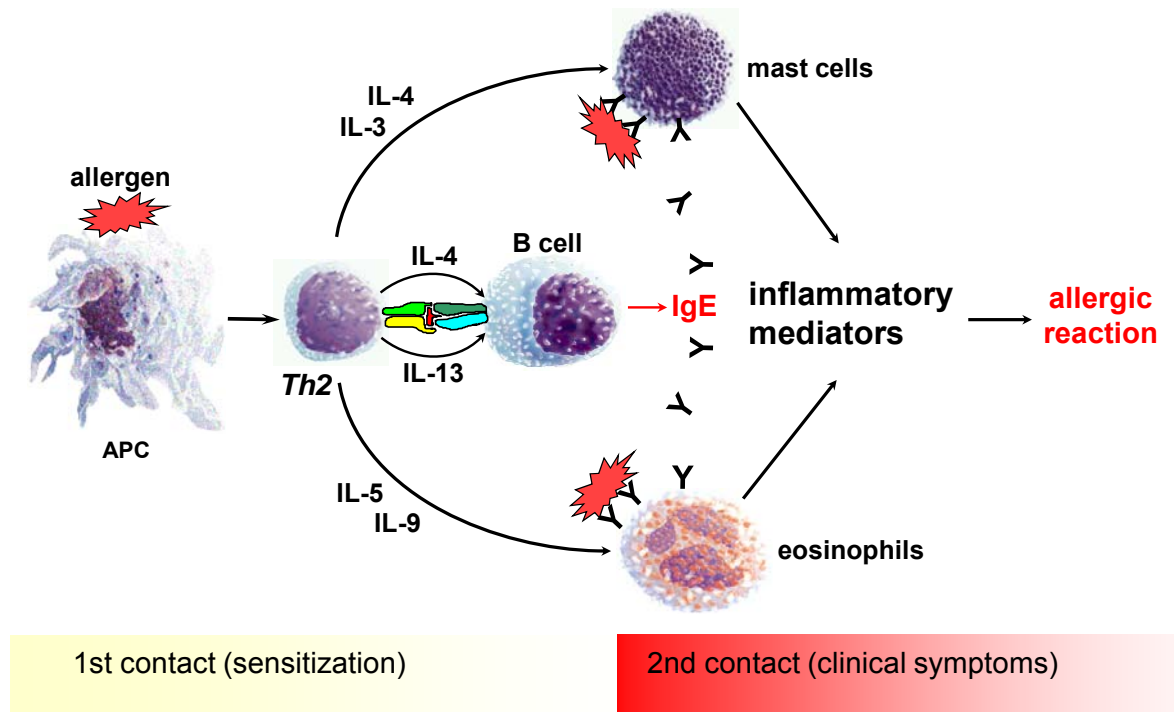 mast cells
IL-4
IL-3
allergen
B cell
IL-4
IgE
inflammatory
mediators
allergic
reaction
IL-13
Th2
APC
IL-5
IL-9
eosinophils
1st contact (sensitization)
2nd contact (clinical symptoms)